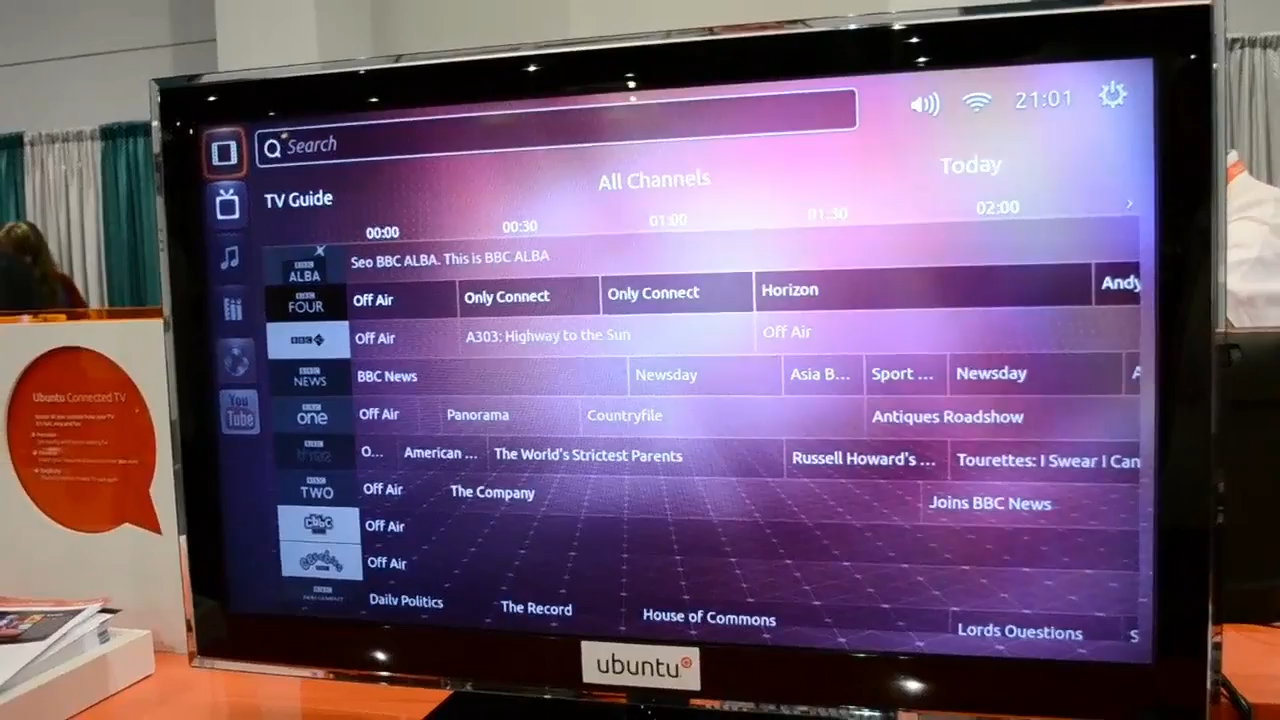 Search
21:01
TV Guide
All Channels
Today
00:00 00:30 01:00 01:30 02:00
BBC ALBA Seo BBC ALBA. This is BBC ALBA
BBC FOUR Off Air Only Connect Only Connect Horizon Andy
BBC Off Air A303: Highway to the Sun Off Air
BBC NEWS BBC News Newsday Asia B... Sport ... Newsday A
BBC one Off Air Panorama Countryfile Antiques Roadshow
three O... American ... The World's Strictest Parents Russell Howard's ... Tourettes: I Swear I Can
BBC TWO Off Air The Company Joins BBC News
CBBC Off Air
CBeebies Off Air
BBC Daily Politics The Record House of Commons Lords Questions S
You
Tube
Ubuntu Connected TV
ubuntu